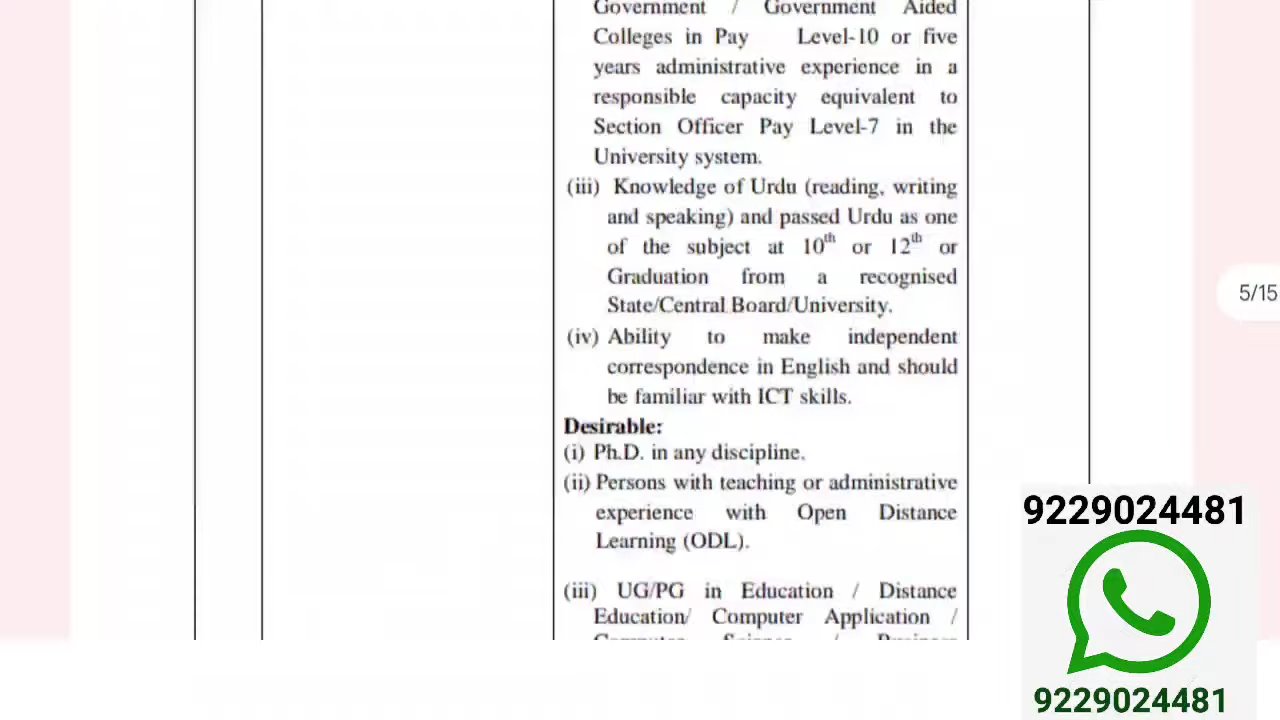 Government / Government Aided
Colleges in Pay Level-10 or five
years administrative experience in a
responsible capacity equivalent to
Section Officer Pay Level-7 in the
University system.
(iii) Knowledge of Urdu (reading, writing
and speaking) and passed Urdu as one
of the subject at 10th or 12th or
Graduation from a recognised
State/Central Board/University.
(iv) Ability to make independent
correspondence in English and should
be familiar with ICT skills.
Desirable:
(i) Ph.D. in any discipline.
(ii) Persons with teaching or administrative
experience with Open Distance
Learning (ODL).
(iii) UG/PG in Education / Distance
Education/ Computer Application /
Computer Science / Business
5/15
9229024481
9229024481